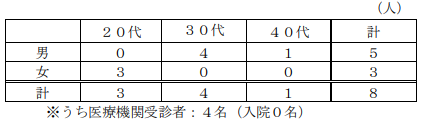 （人）
２０代 ３０代 ４０代 計
男 ０ ４ １ ５
女 ３ ０ ０ ３
計 ３ ４ １ ８
※うち医療機関受診者：４名（入院０名）